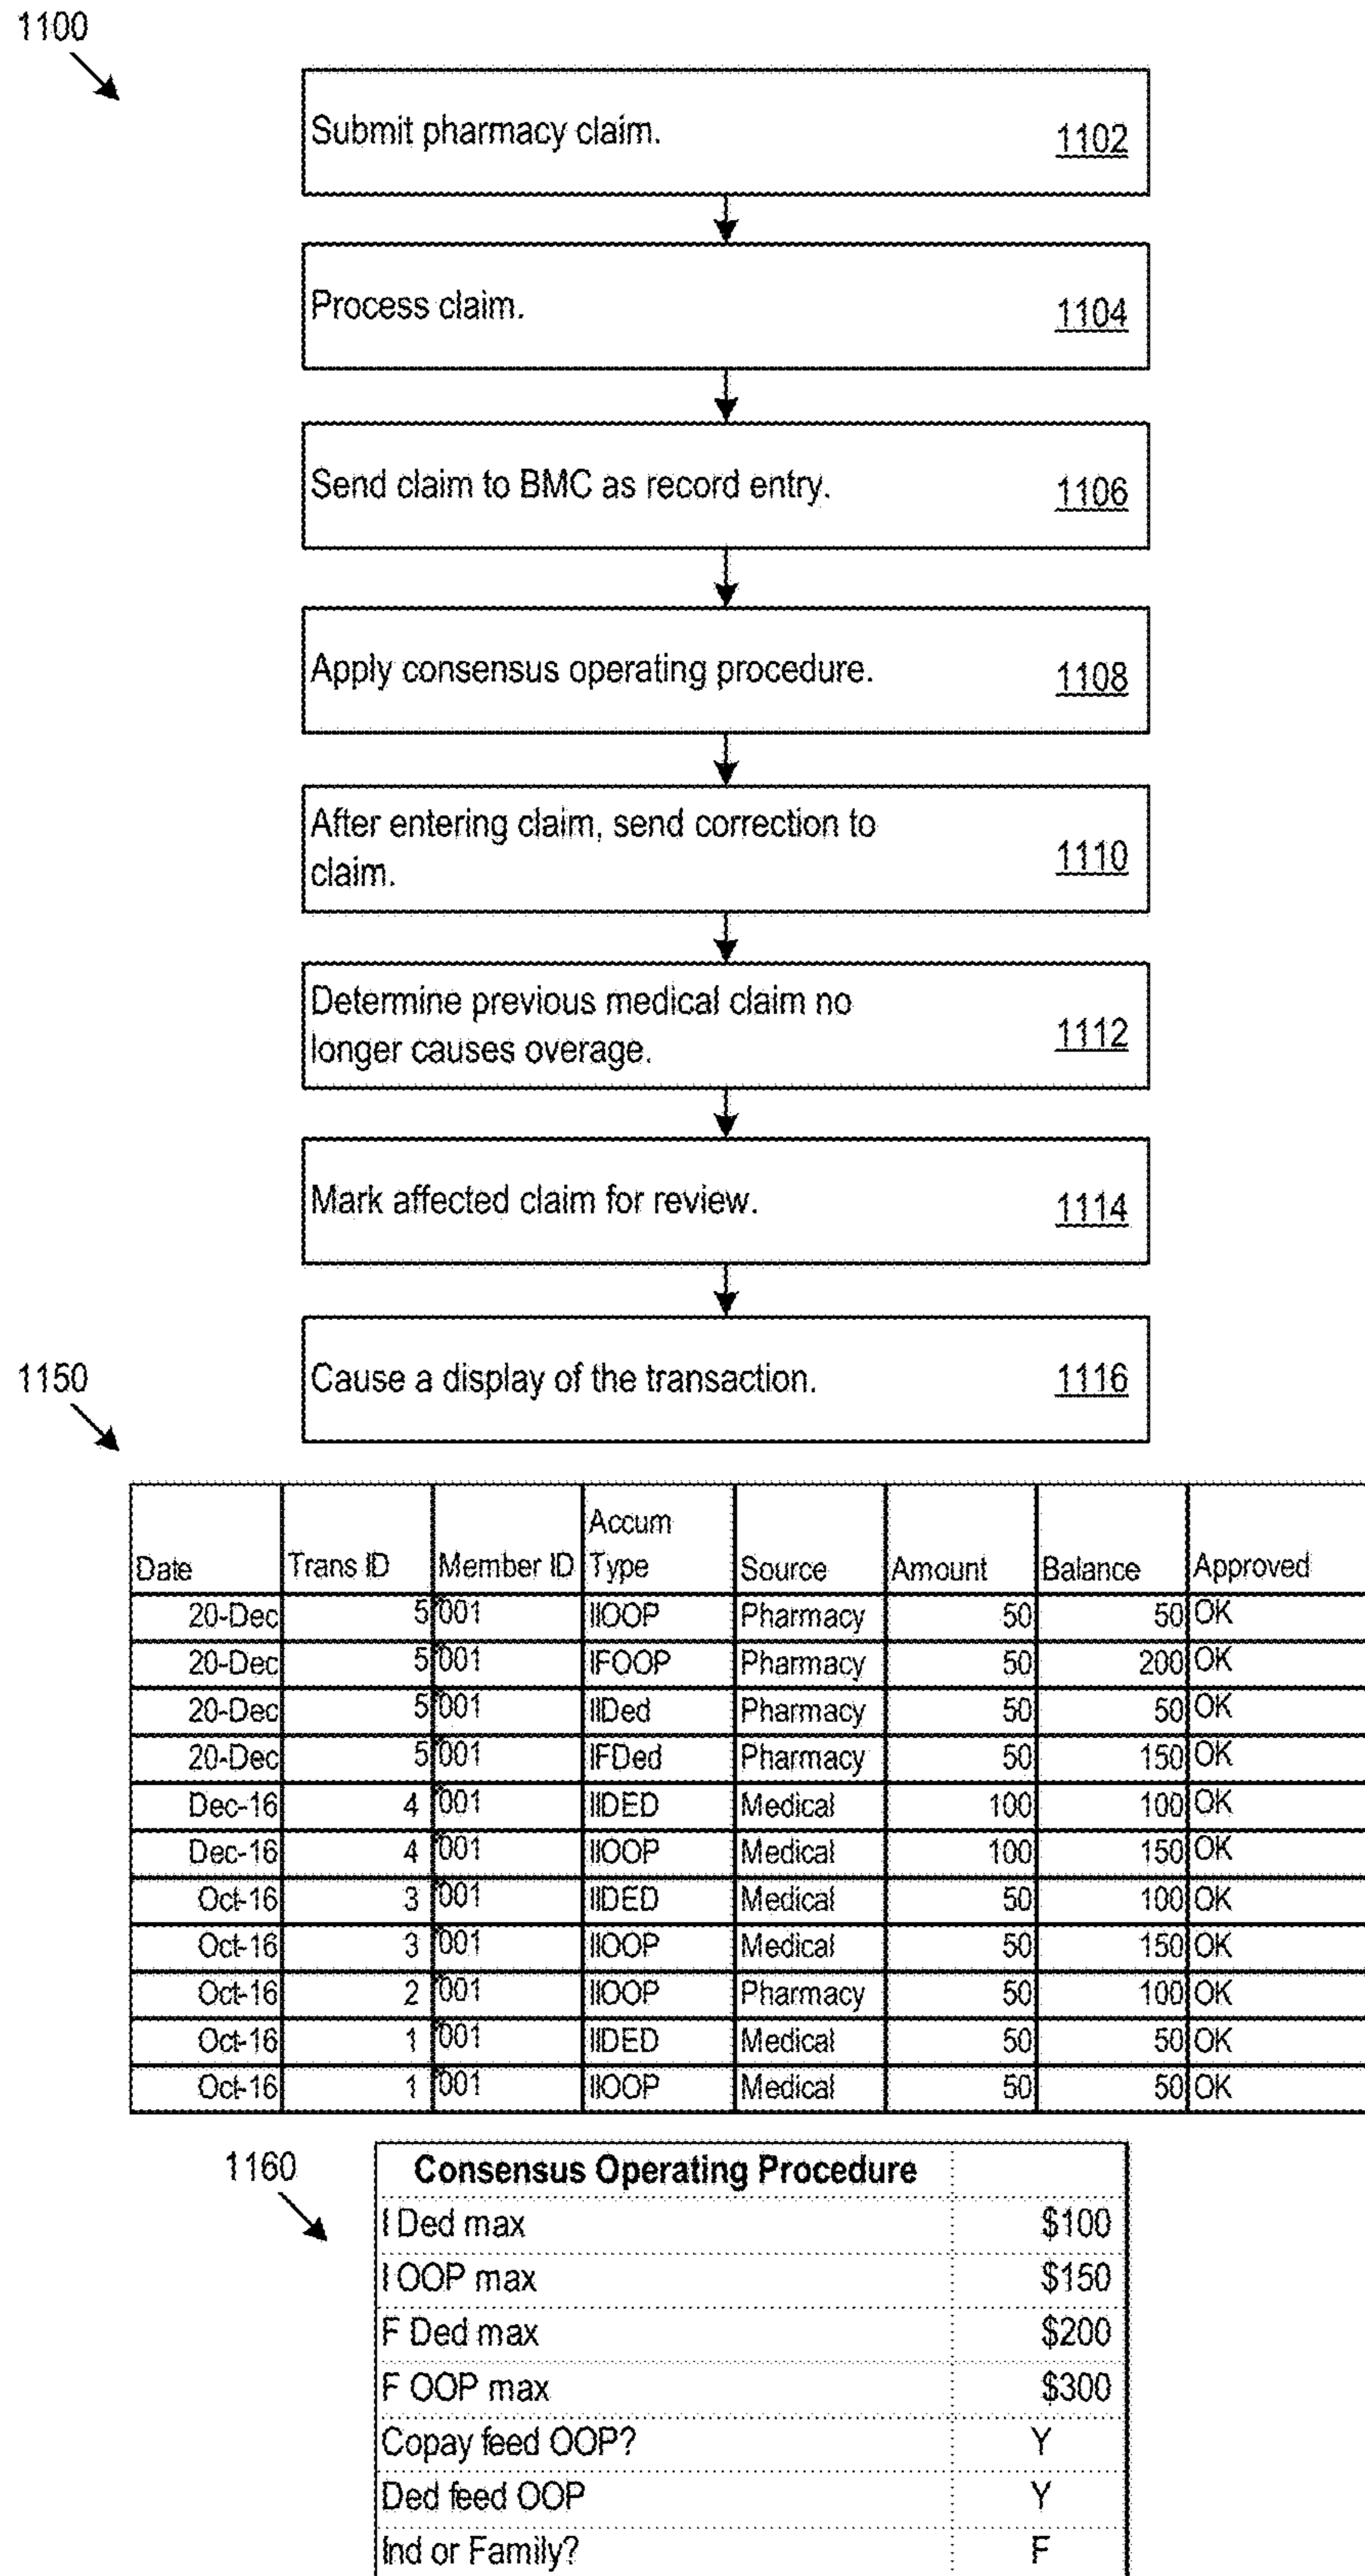 1100
Submit pharmacy claim. 1102
Process claim. 1104
Send claim to BMC as record entry. 1106
Apply consensus operating procedure. 1108
After entering claim, send correction to
claim. 1110
Determine previous medical claim no
longer causes overage. 1112
Mark affected claim for review. 1114
Cause a display of the transaction. 1116
1150
Date Trans ID Member ID Accum Type Source Amount Balance Approved
20-Dec 5 001 IIOOP Pharmacy 50 50 OK
20-Dec 5 001 IFOOP Pharmacy 50 200 OK
20-Dec 5 001 IIDed Pharmacy 50 50 OK
20-Dec 5 001 IFDed Pharmacy 50 150 OK
Dec-16 4 001 IIDED Medical 100 100 OK
Dec-16 4 001 IIOOP Medical 100 150 OK
Oct-16 3 001 IIDED Medical 50 100 OK
Oct-16 3 001 IIOOP Medical 50 150 OK
Oct-16 2 001 IIOOP Pharmacy 50 100 OK
Oct-16 1 001 IIDED Medical 50 50 OK
Oct-16 1 001 IIOOP Medical 50 50 OK
1160
Consensus Operating Procedure
I Ded max $100
I OOP max $150
F Ded max $200
F OOP max $300
Copay feed OOP? Y
Ded feed OOP Y
Ind or Family? F